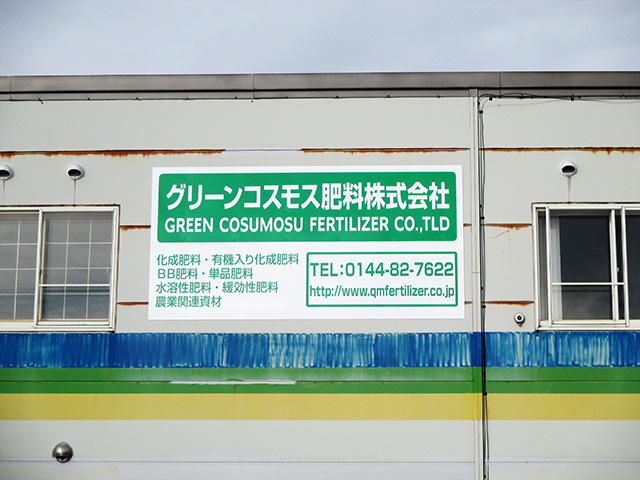 グリーンコスモス肥料株式会社
GREEN COSUMOSU FERTILIZER CO.,TLD
化成肥料・有機入り化成肥料
BB肥料・単品肥料
水溶性肥料・緩効性肥料
農業関連資材
TEL:0144-82-7622
http://www.qmfertilizer.co.jp